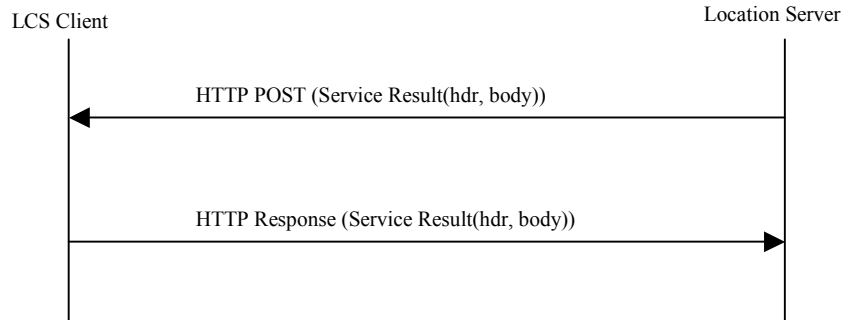 LCS Client
Location Server
HTTP POST (Service Result(hdr, body))
HTTP Response (Service Result(hdr, body))